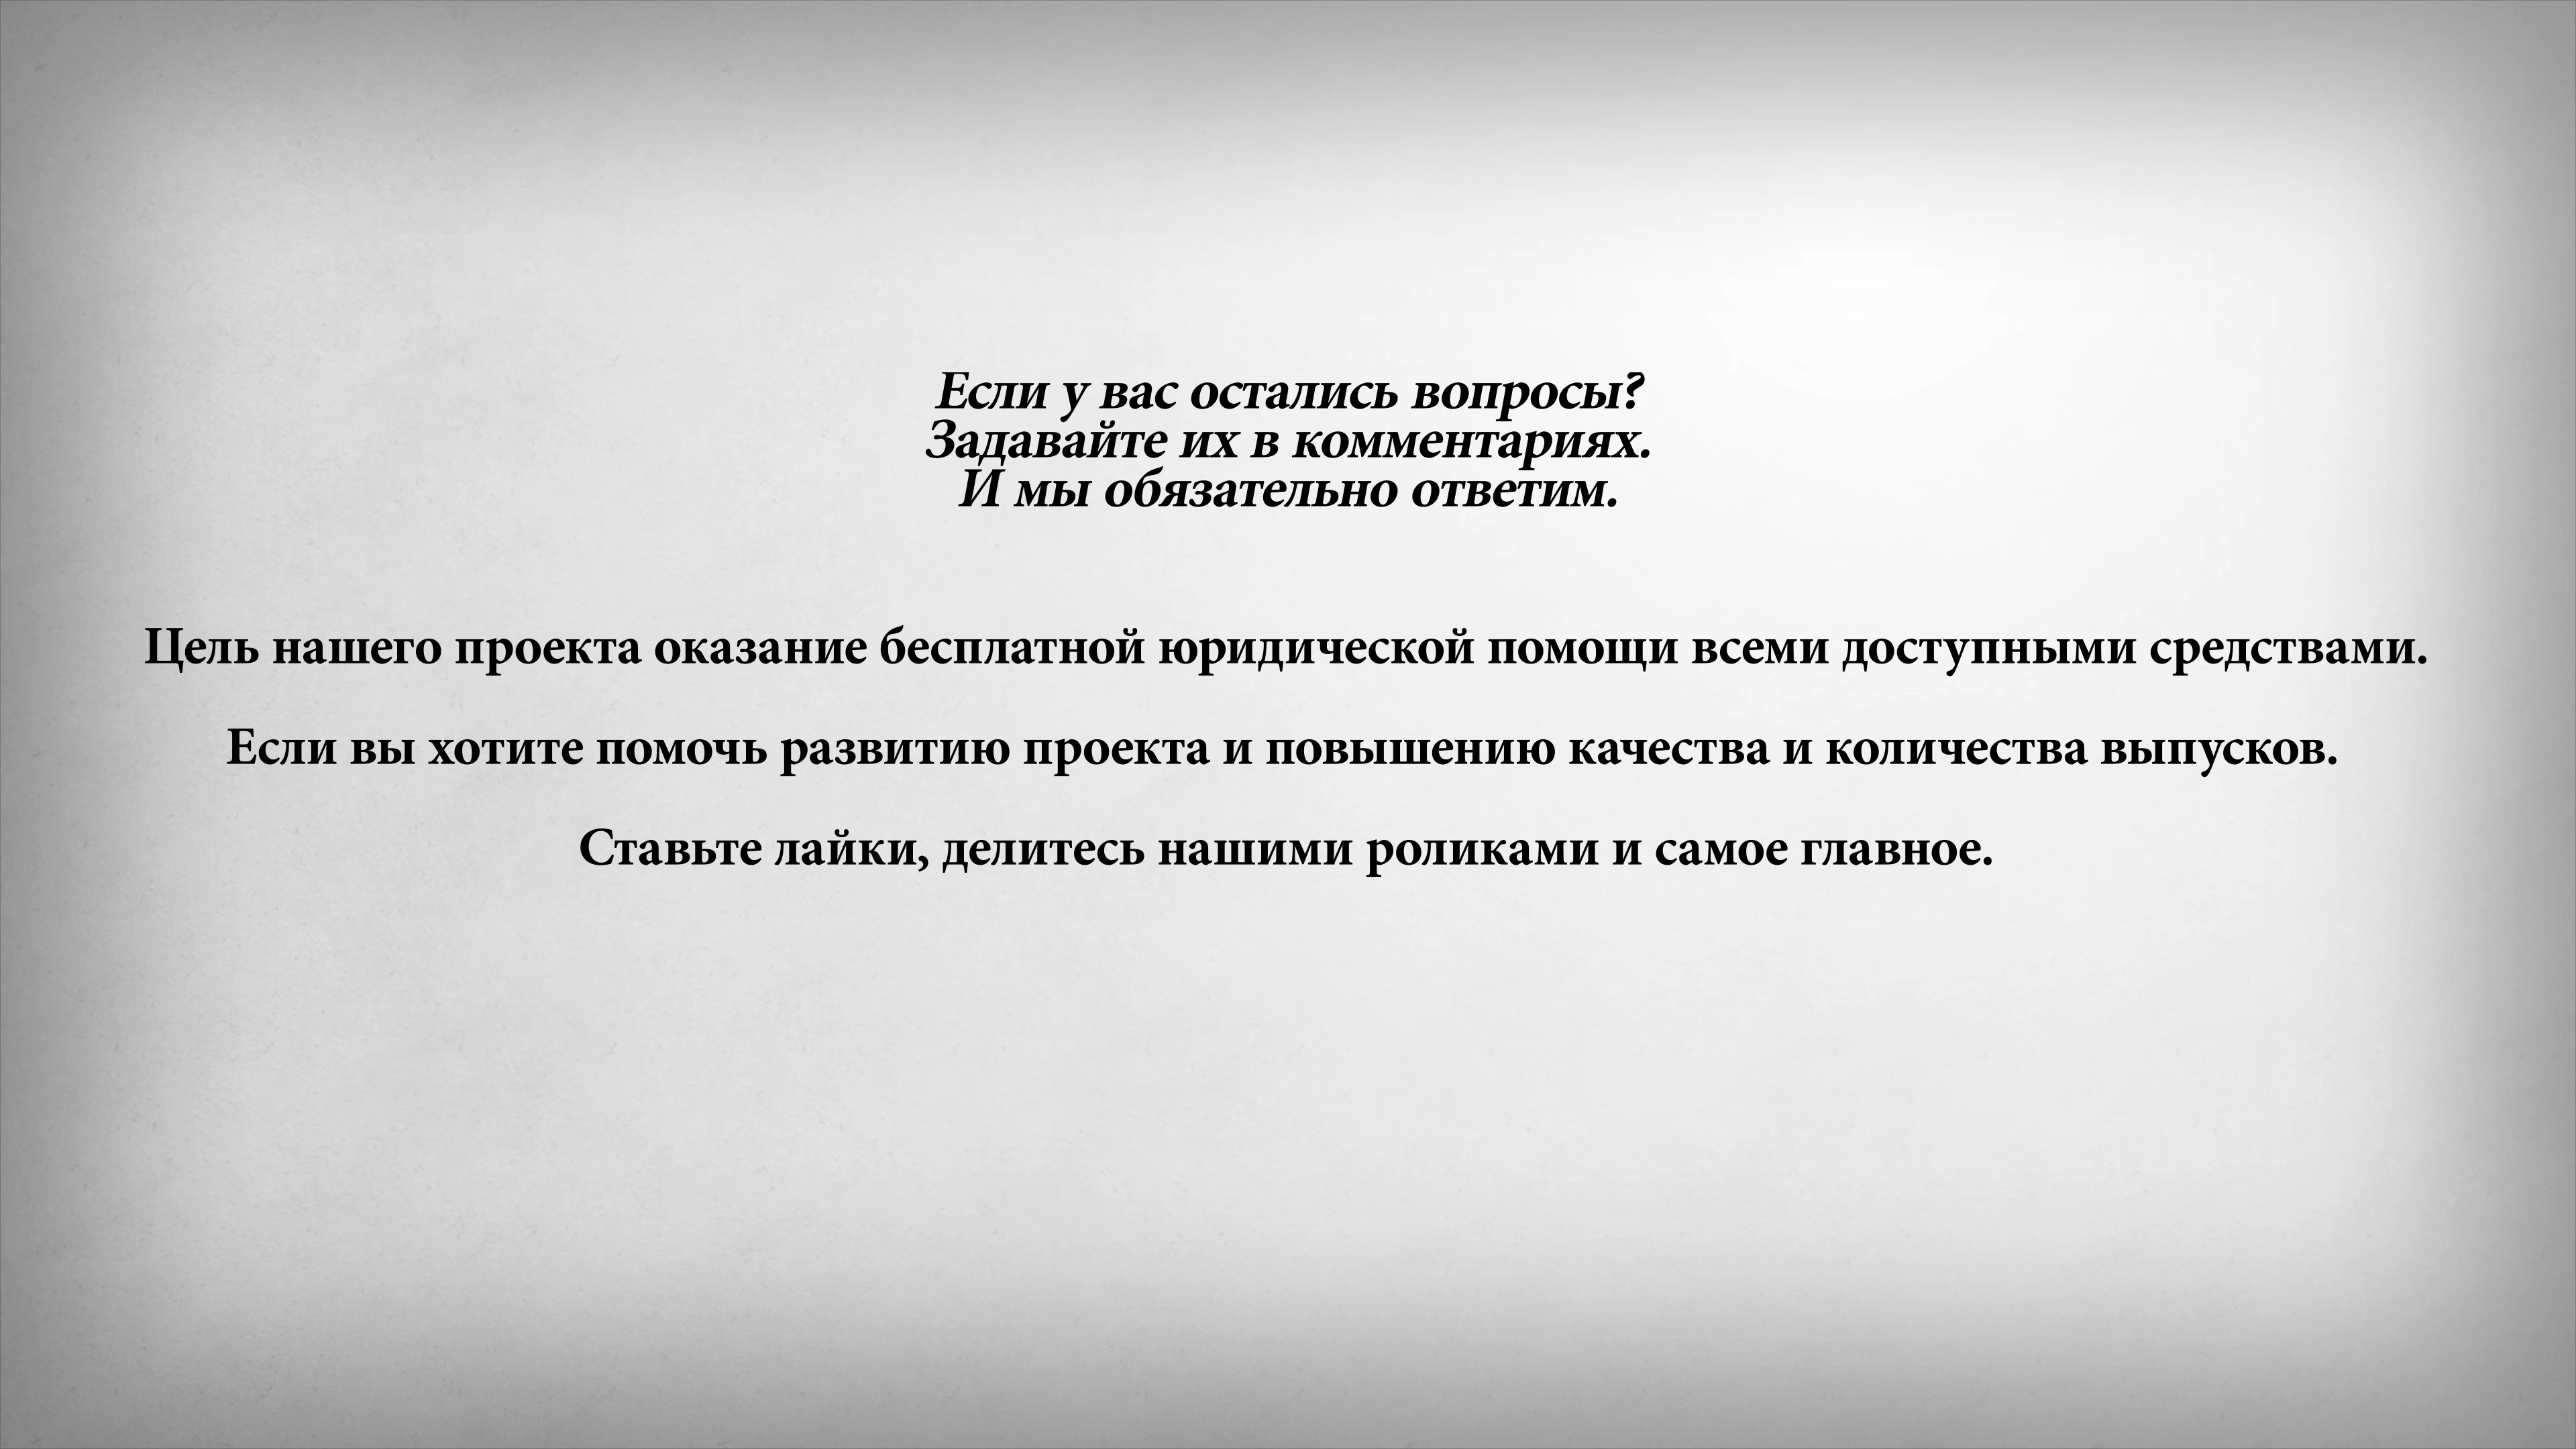 Если у вас остались вопросы?
Задавайте их в комментариях.
И мы обязательно ответим.
Цель нашего проекта оказание бесплатной юридической помощи всеми доступными средствами.
Если вы хотите помочь развитию проекта и повышению качества и количества выпусков.
Ставьте лайки, делитесь нашими роликами и самое главное.